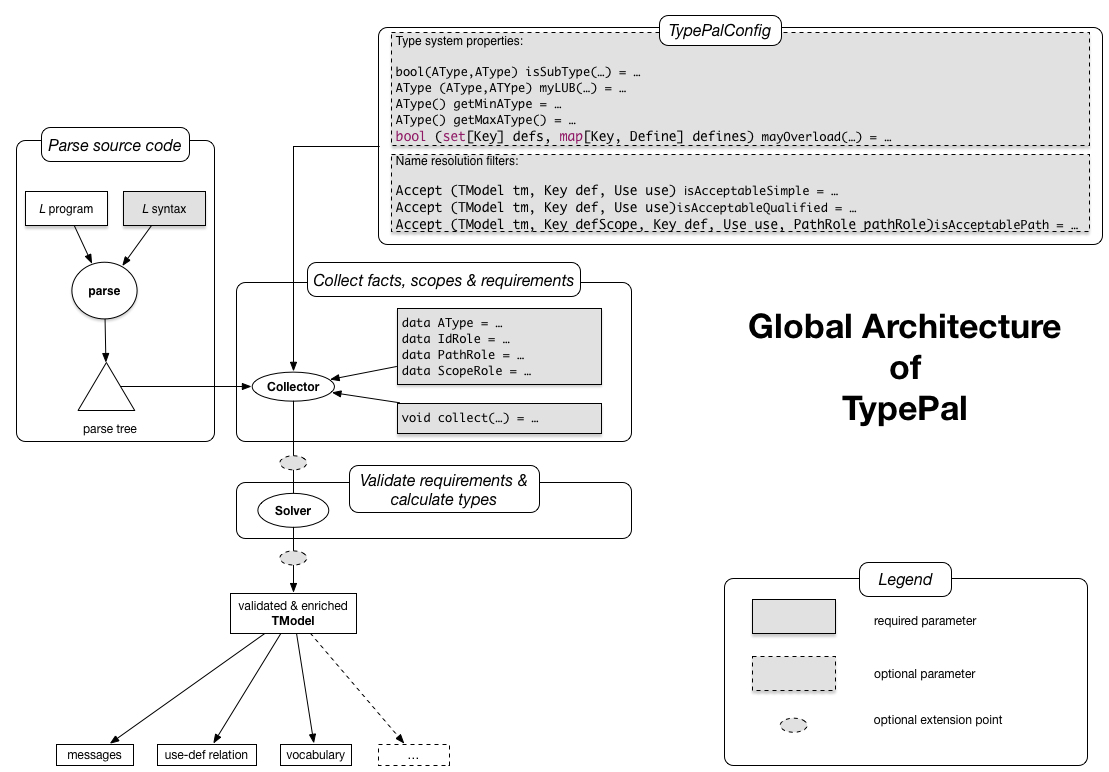 TypePalConfig
Type system properties:
bool(AType,AType) isSubType(…) = …
AType (AType,ATYpe) myLUB(…) = …
AType() getMinAType = …
AType() getMaxAType() = …
bool (set[Key] defs, map[Key, Define] defines) mayOverload(…) = …
Name resolution filters:
Accept (TModel tm, Key def, Use use) isAcceptableSimple = …
Accept (TModel tm, Key def, Use use)isAcceptableQualified = …
Accept (TModel tm, Key defScope, Key def, Use use, PathRole pathRole)isAcceptablePath = …
Parse source code
L program
L syntax
parse
parse tree
Collect facts, scopes & requirements
data AType = …
data IdRole = …
data PathRole = …
data ScopeRole = …
Collector
void collect(…) = …
Global Architecture
of
TypePal
Validate requirements &
calculate types
Solver
validated & enriched
TModel
messages
use-def relation
vocabulary
…
Legend
required parameter
optional parameter
optional extension point